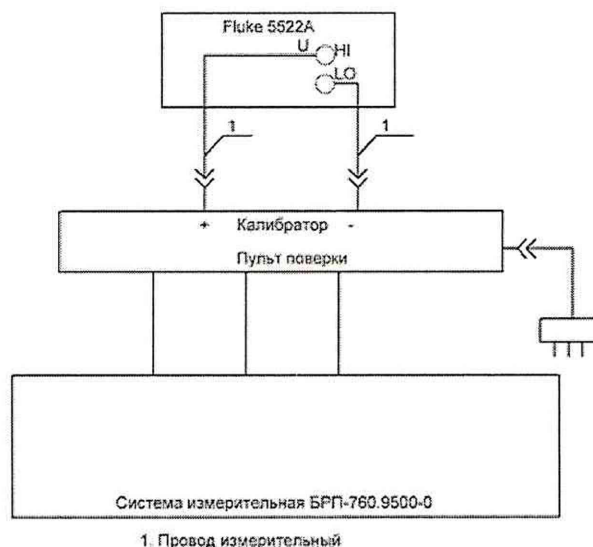 Fluke 5522A
U HI
LO
1 1
+ Калибратор -
Пульт поверки
Система измерительная БРП-760.9500-0
1. Провод измерительный